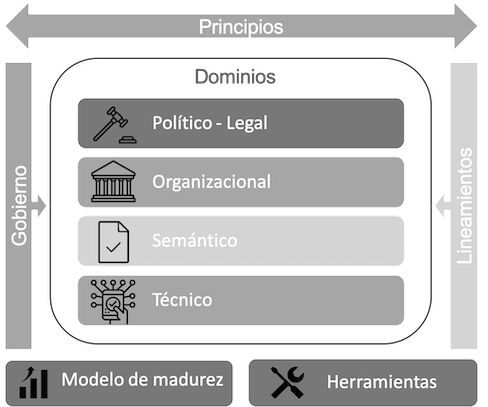 Principios
Dominios
Gobierno
Político - Legal
Organizacional
Semántico
Técnico
Lineamientos
Modelo de madurez
Herramientas